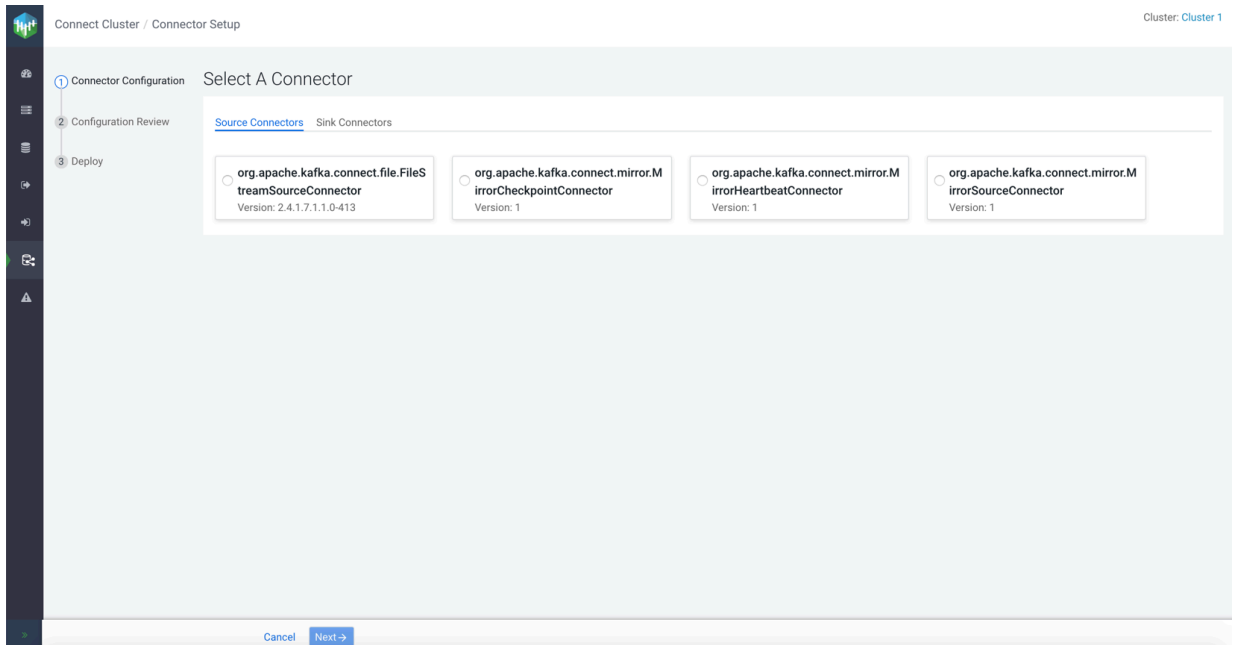 Connect Cluster / Connector Setup
Cluster: Cluster 1
1 Connector Configuration
2 Configuration Review
3 Deploy
Select A Connector
Source Connectors Sink Connectors
org.apache.kafka.connect.file.FileS
treamSourceConnector
Version: 2.4.1.7.1.1.0-413
org.apache.kafka.connect.mirror.M
irrorCheckpointConnector
Version: 1
org.apache.kafka.connect.mirror.M
irrorHeartbeatConnector
Version: 1
org.apache.kafka.connect.mirror.M
irrorSourceConnector
Version: 1
Cancel Next→